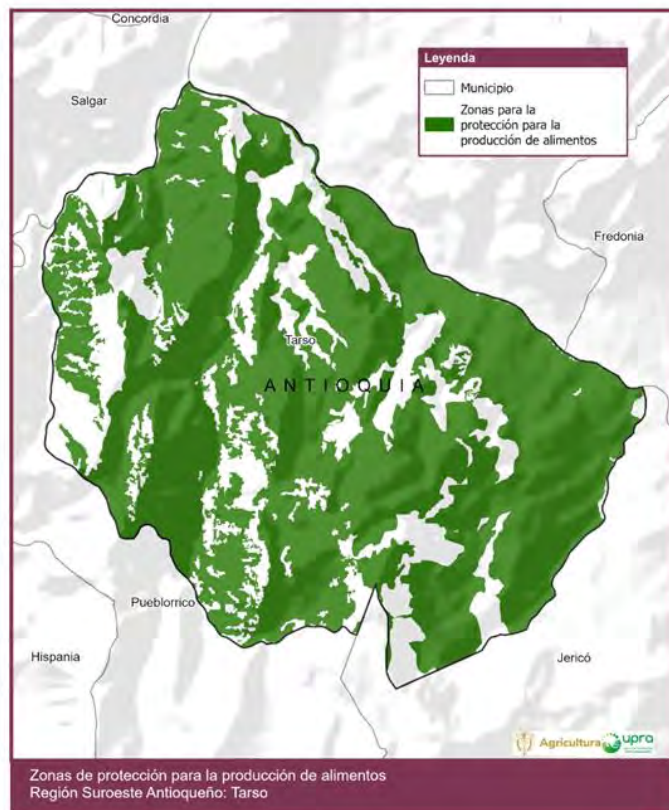 Concordia
Leyenda
Municipio
Zonas para la
protección para la
producción de alimentos
Salgar
Fredonia
Tarso
ANTIOQUIA
Pueblorrico
Hispania
Jericó
Agricultura
upra
Zonas de protección para la producción de alimentos
Región Suroeste Antioqueño: Tarso